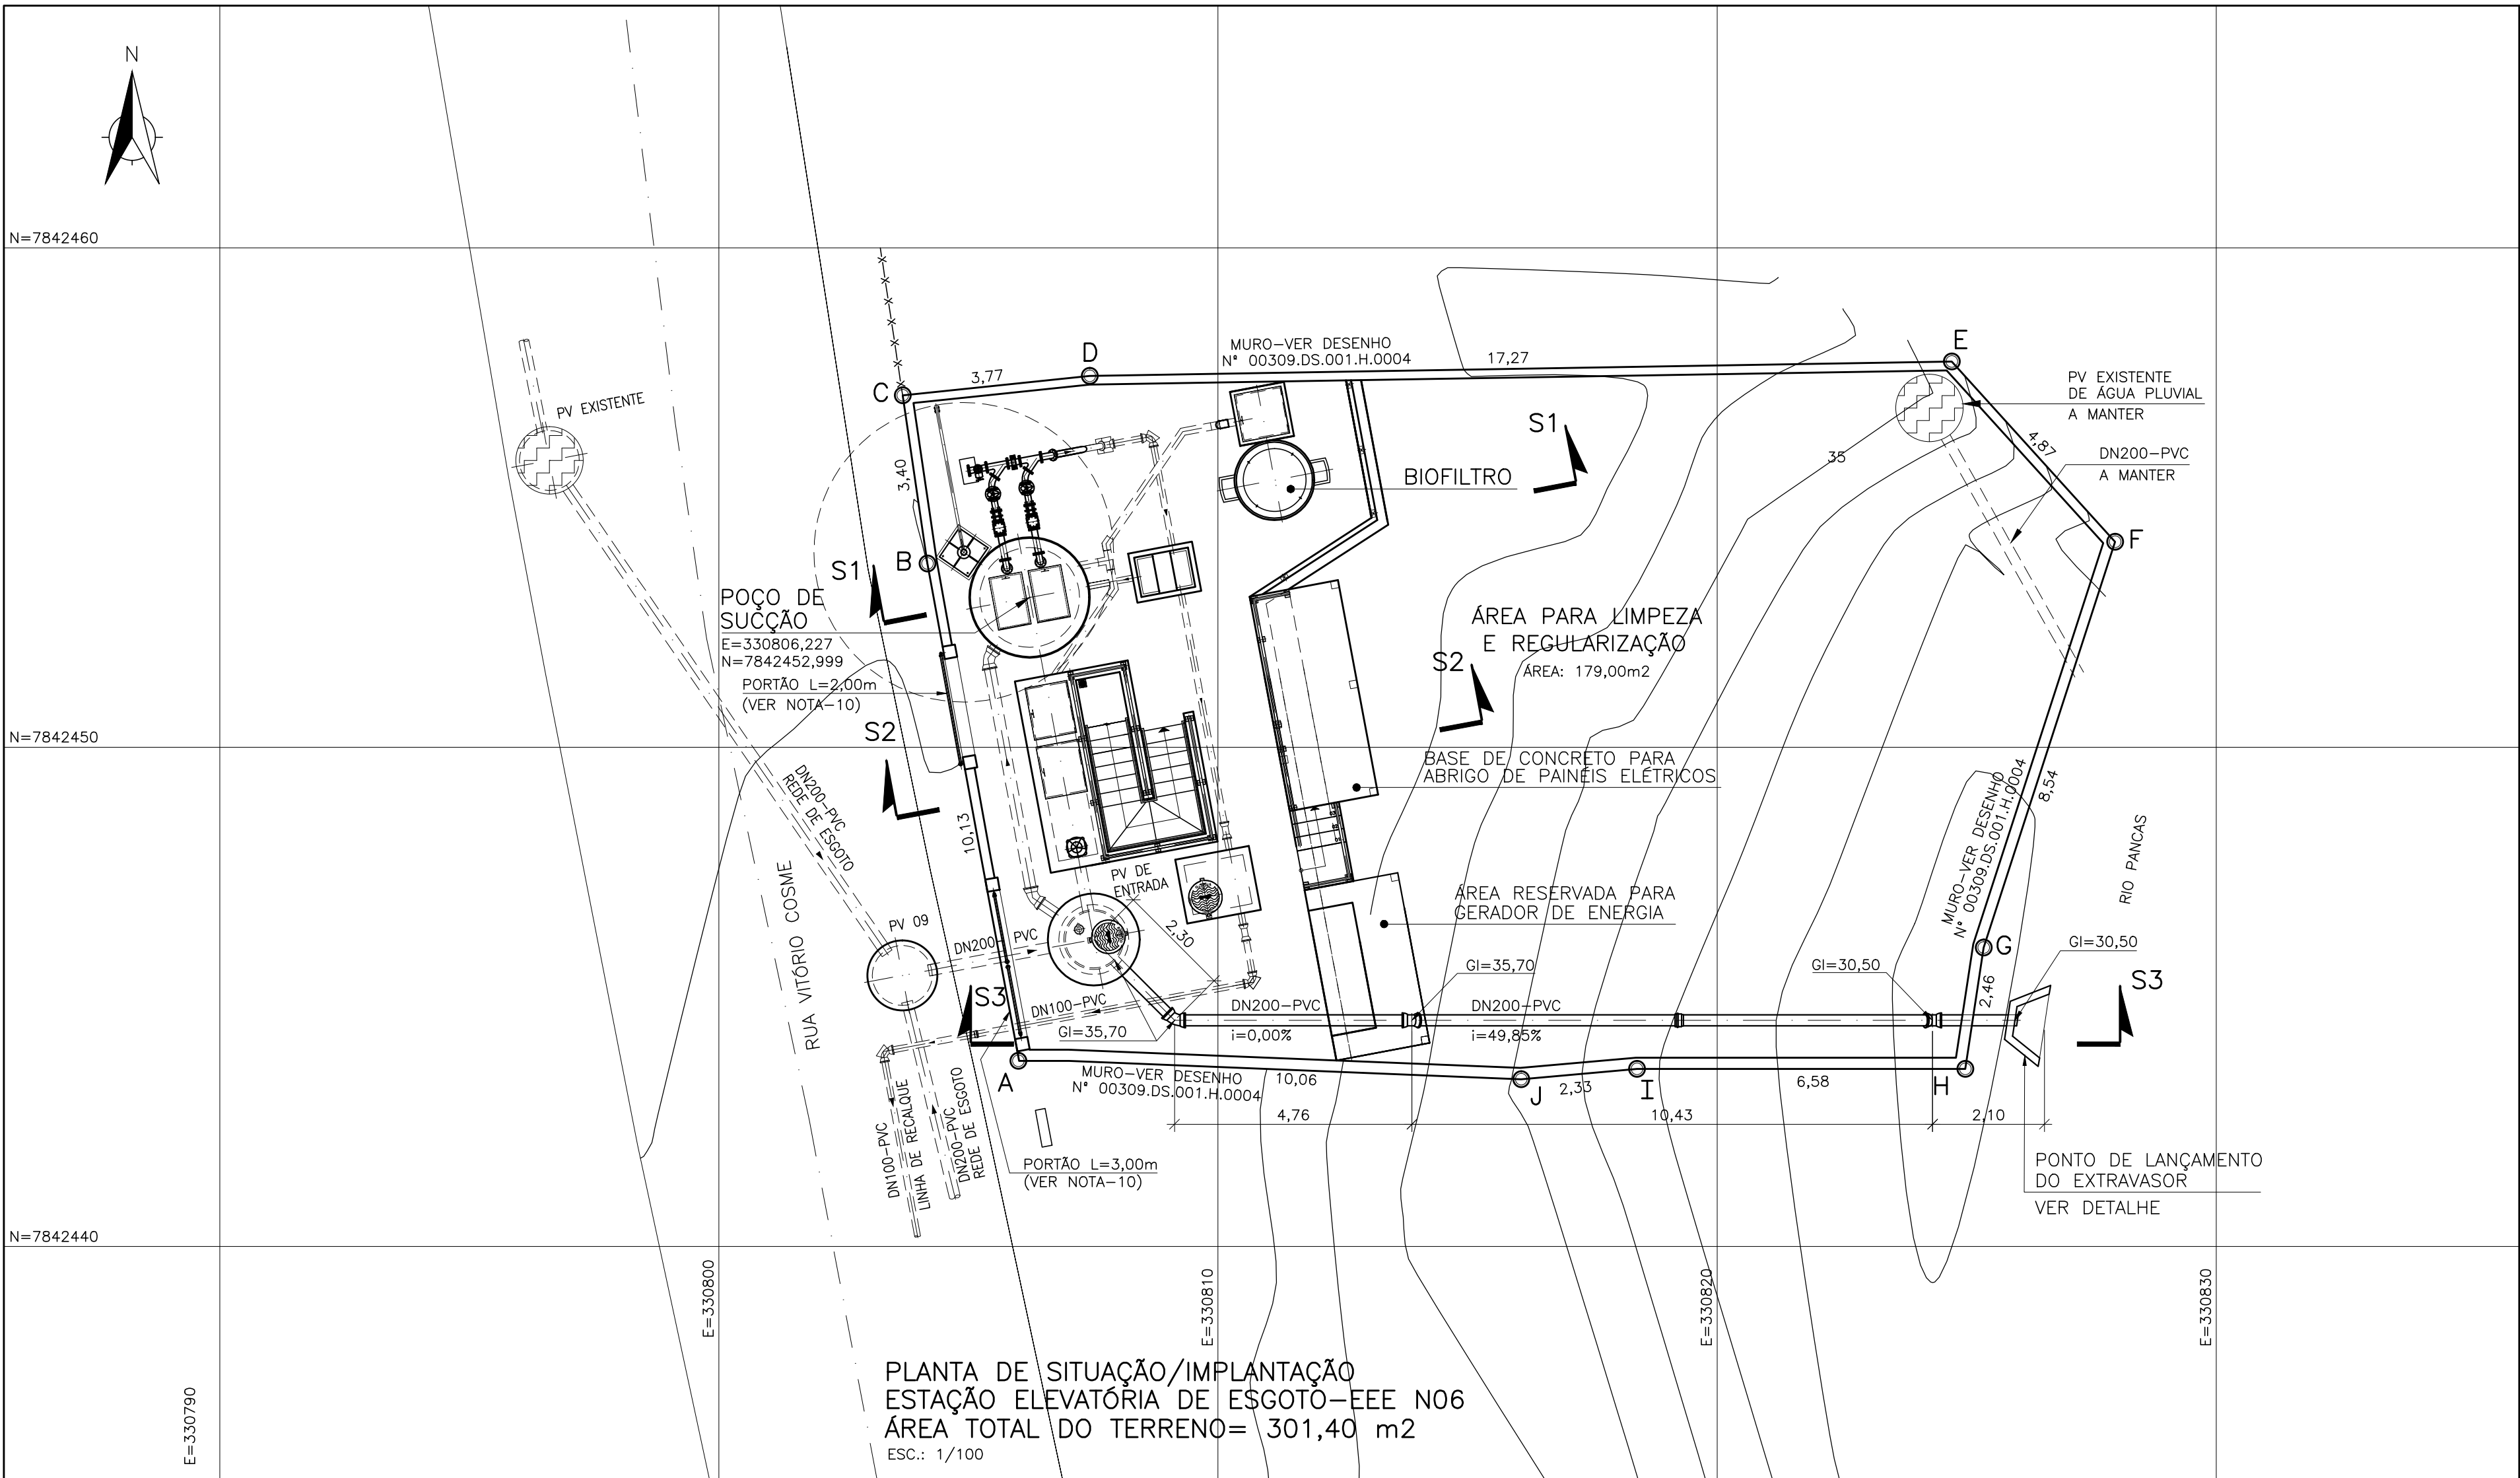 N
N=7842460
N=7842450
N=7842440
E=330790
E=330800
E=330810
E=330820
E=330830
PV EXISTENTE
C
3,77
D
MURO-VER DESENHO
N° 00309.DS.001.H.0004
17,27
E
PV EXISTENTE
DE ÁGUA PLUVIAL
A MANTER
4,87
DN200-PVC
A MANTER
F
35
S1
BIOFILTRO
3,40
B
S1
POÇO DE
SUCÇÃO
E=330806,227
N=7842452,999
PORTÃO L=2,00m
(VER NOTA-10)
S2
ÁREA PARA LIMPEZA
E REGULARIZAÇÃO
ÁREA: 179,00m2
S2
BASE DE CONCRETO PARA
ABRIGO DE PAINÉIS ELÉTRICOS
DN200-PVC
REDE DE ESGOTO
10,13
MURO-VER DESENHO
N° 00309.DS.001.H.0004
8,54
RIO PANCAS
RUA VITÓRIO COSME
PV DE
ENTRADA
2,30
ÁREA RESERVADA PARA
GERADOR DE ENERGIA
PV 09
DN200-PVC
G
GI=30,50
GI=35,70
GI=30,50
S3
S3
2,46
DN100-PVC
GI=35,70
DN200-PVC
i=0,00%
DN200-PVC
i=49,85%
A
MURO-VER DESENHO
N° 00309.DS.001.H.0004
10,06
J
2,33
I
6,58
H
4,76
10,43
2,10
DN100-PVC
LINHA DE RECALQUE
DN200-PVC
REDE DE ESGOTO
PORTÃO L=3,00m
(VER NOTA-10)
PONTO DE LANÇAMENTO
DO EXTRAVASOR
VER DETALHE
PLANTA DE SITUAÇÃO/IMPLANTAÇÃO
ESTAÇÃO ELEVATÓRIA DE ESGOTO-EEE N06
ÁREA TOTAL DO TERRENO= 301,40 m2
ESC.: 1/100